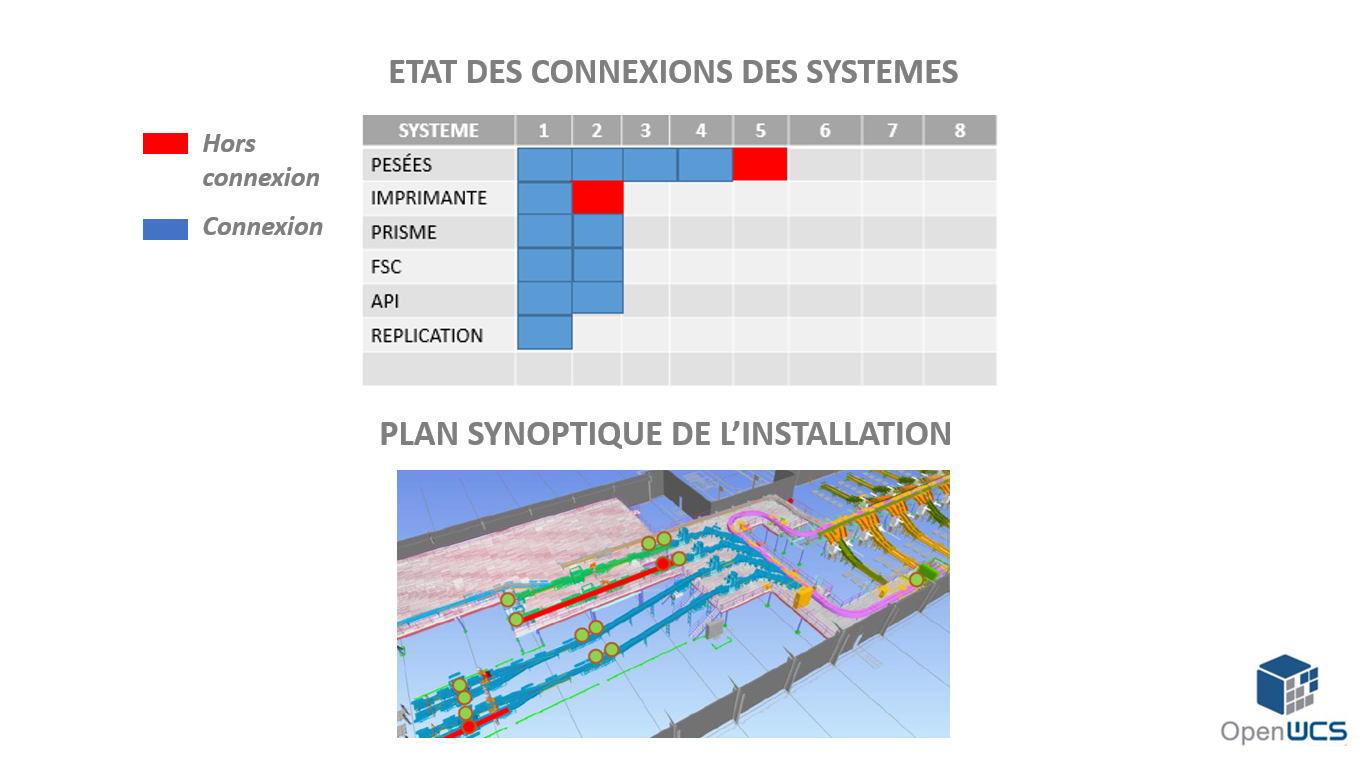 ETAT DES CONNEXIONS DES SYSTEMES
Hors
connexion
Connexion
SYSTEME 1 2 3 4 5 6 7 8
PESÉES
IMPRIMANTE
PRISME
FSC
API
REPLICATION
PLAN SYNOPTIQUE DE L’INSTALLATION
OpenWCS